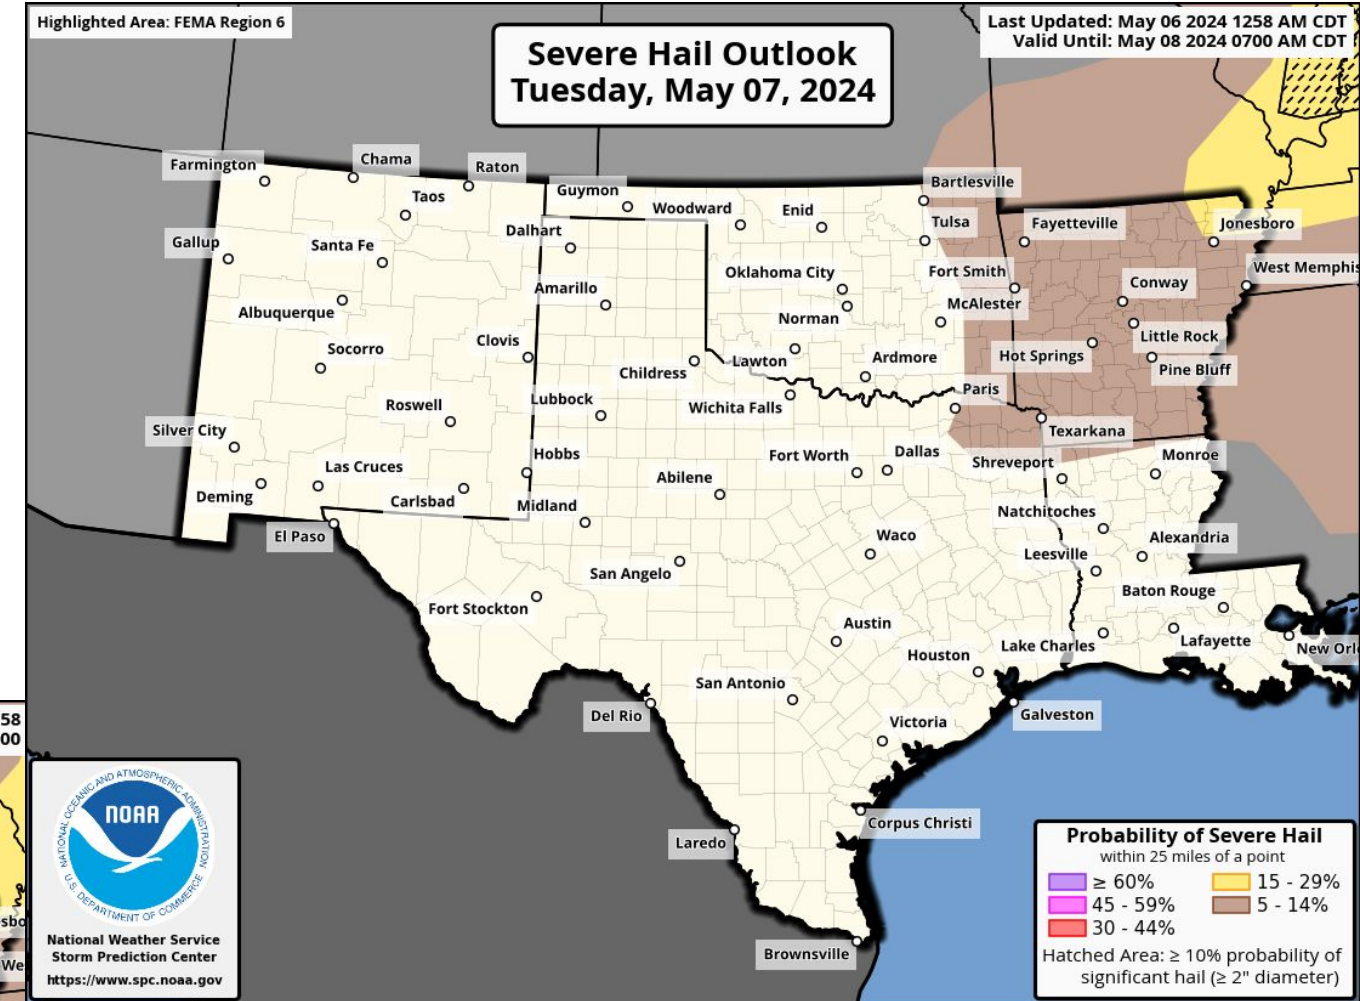 Highlighted Area: FEMA Region 6
Last Updated: May 06 2024 1258 AM CDT
Valid Until: May 08 2024 0700 AM CDT
Severe Hail Outlook
Tuesday, May 07, 2024
Farmington
Chama
Raton
Taos
Guymon
Woodward
Enid
Bartlesville
Tulsa
Fayetteville
Jonesboro
Gallup
Santa Fe
Dalhart
Oklahoma City
Fort Smith
West Memphis
Albuquerque
Amarillo
Norman
McAlester
Conway
Socorro
Clovis
Childress
Lawton
Ardmore
Hot Springs
Little Rock
Pine Bluff
Roswell
Lubbock
Wichita Falls
Paris
Texarkana
Silver City
Las Cruces
Hobbs
Abilene
Fort Worth
Dallas
Shreveport
Monroe
Deming
Carlsbad
Midland
Natchitoches
El Paso
San Angelo
Waco
Leesville
Alexandria
Fort Stockton
Austin
Baton Rouge
Houston
Lake Charles
Lafayette
New Orl
San Antonio
Del Rio
Victoria
Galveston
Laredo
Corpus Christi
Brownsville
58
00
sbo
We
NATIONAL OCEANIC AND ATMOSPHERIC ADMINISTRATION
NOAA
U.S. DEPARTMENT OF COMMERCE
National Weather Service
Storm Prediction Center
https://www.spc.noaa.gov
Probability of Severe Hail
within 25 miles of a point
≥ 60% 15 - 29%
45 - 59% 5 - 14%
30 - 44%
Hatched Area: ≥ 10% probability of
significant hail (≥ 2" diameter)